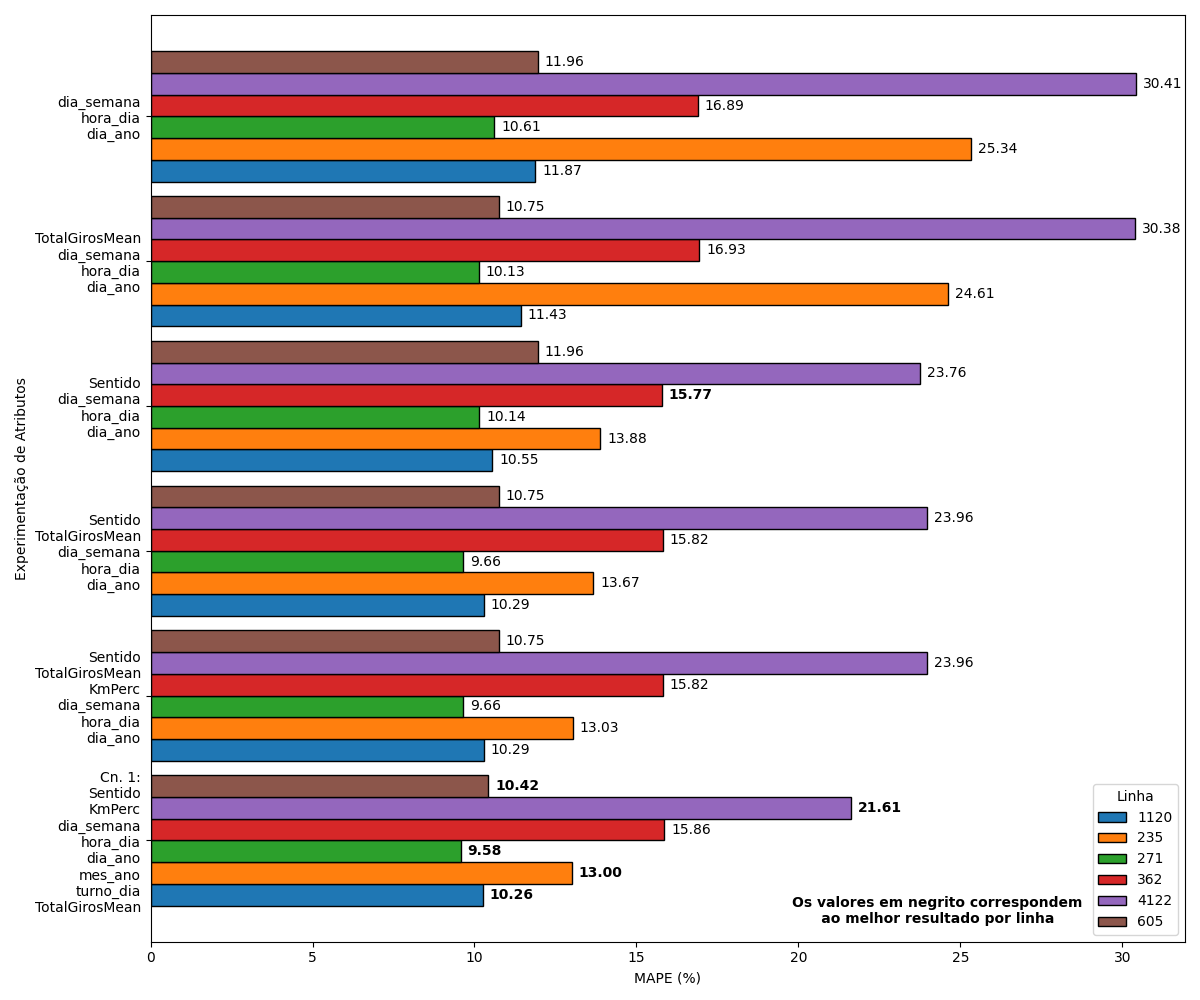 Experimentação de Atributos
dia_semana
hora_dia
dia_ano
11.96
30.41
16.89
10.61
25.34
11.87
TotalGirosMean
dia_semana
hora_dia
dia_ano
10.75
30.38
16.93
10.13
24.61
11.43
Sentido
dia_semana
hora_dia
dia_ano
11.96
23.76
15.77
10.14
13.88
10.55
Sentido
TotalGirosMean
dia_semana
hora_dia
dia_ano
10.75
23.96
15.82
9.66
13.67
10.29
Sentido
TotalGirosMean
KmPerc
dia_semana
hora_dia
dia_ano
10.75
23.96
15.82
9.66
13.03
10.29
Cn. 1:
Sentido
KmPerc
dia_semana
hora_dia
dia_ano
mes_ano
turno_dia
TotalGirosMean
10.42
21.61
15.86
9.58
13.00
10.26
Linha
1120
235
271
362
4122
605
Os valores em negrito correspondem
ao melhor resultado por linha
0 5 10 15 20 25 30
MAPE (%)